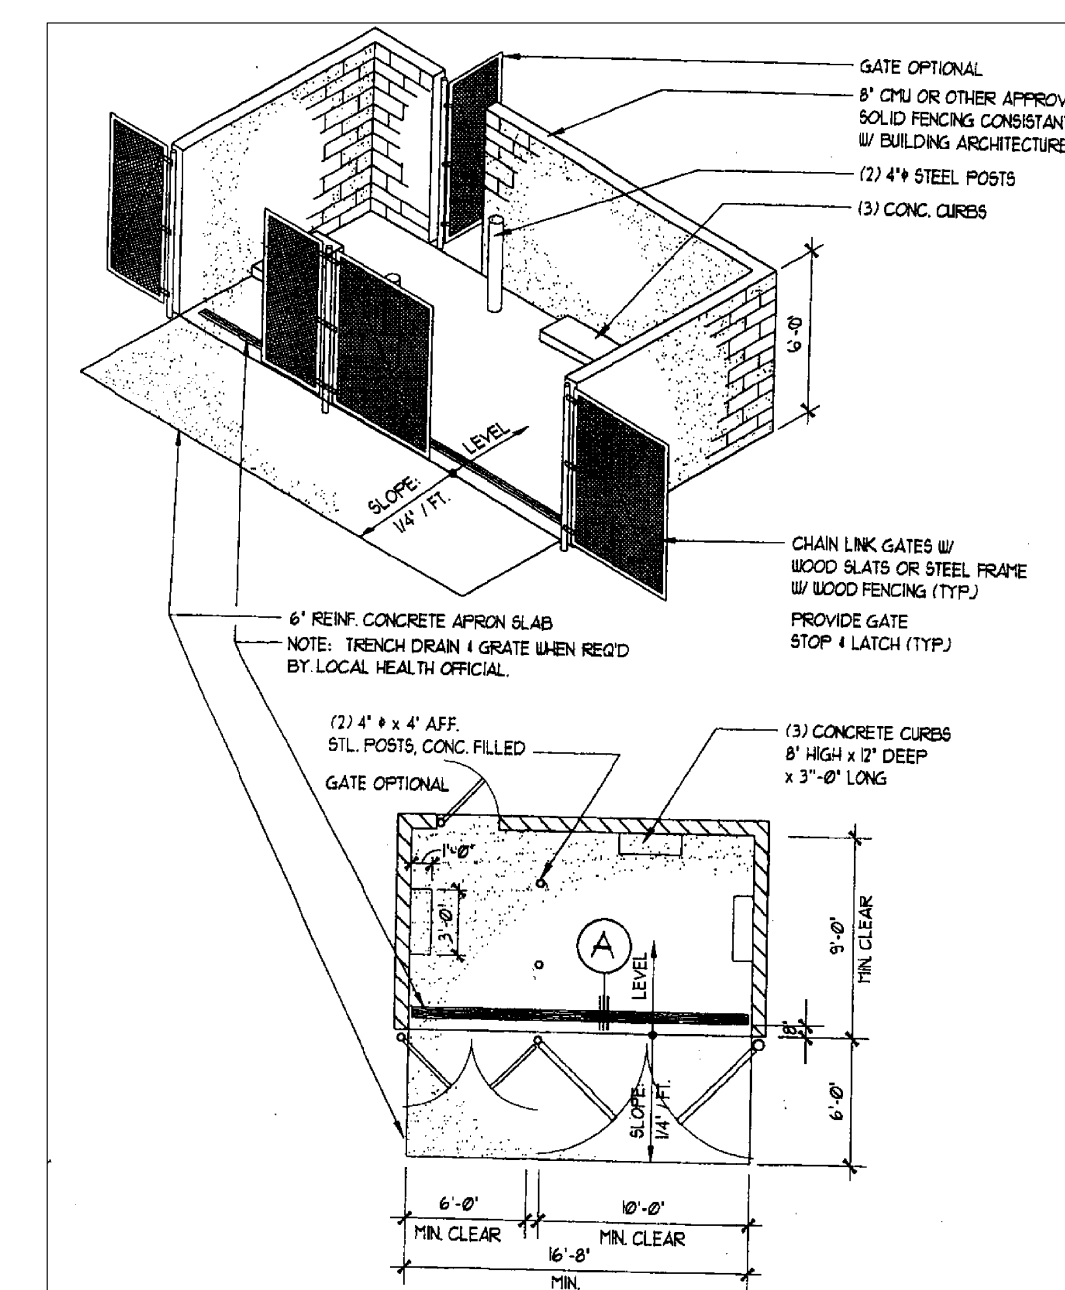 GATE OPTIONAL
8" CMU OR OTHER APPROV
SOLID FENCING CONSISTANT
W/ BUILDING ARCHITECTURE
(2) 4"ϕ STEEL POSTS
(3) CONC. CURBS
6'-0"
LEVEL
SLOPE:
1/4" / FT.
CHAIN LINK GATES W/
WOOD SLATS OR STEEL FRAME
W/ WOOD FENCING (TYP.)
PROVIDE GATE
STOP & LATCH (TYP.)
6" REINF. CONCRETE APRON SLAB
NOTE: TRENCH DRAIN & GRATE WHEN REQ'D
BY LOCAL HEALTH OFFICIAL.
(2) 4" ϕ x 4' A.F.F.
STL. POSTS, CONC. FILLED
GATE OPTIONAL
(3) CONCRETE CURBS
8" HIGH x 12" DEEP
x 3"-0" LONG
1'-0"
3'-0"
A
LEVEL
9'-0"
MIN. CLEAR
8"
SLOPE:
1/4" / FT.
6'-0"
6'-0"
MIN. CLEAR
10'-0"
MIN. CLEAR
16'-8"
MIN.